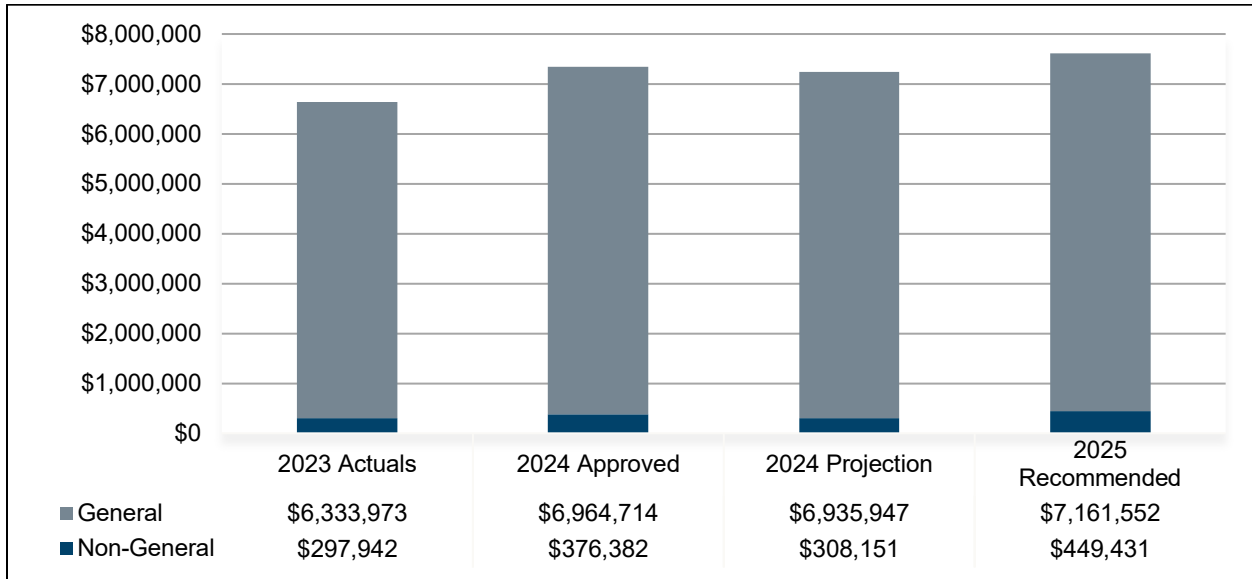 $8,000,000
$7,000,000
$6,000,000
$5,000,000
$4,000,000
$3,000,000
$2,000,000
$1,000,000
$0
2023 Actuals 2024 Approved 2024 Projection 2025
Recommended
General $6,333,973 $6,964,714 $6,935,947 $7,161,552
Non-General $297,942 $376,382 $308,151 $449,431